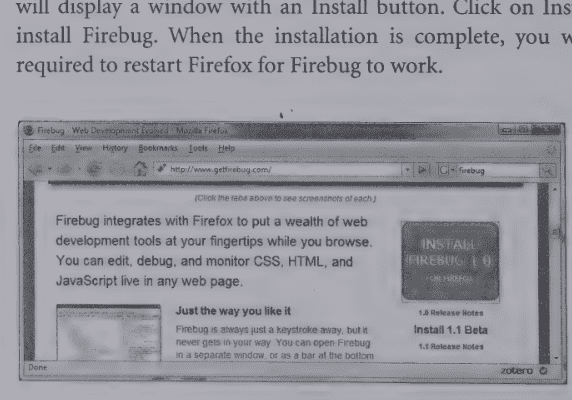 will display a window with an Install button. Click on
install Firebug. When the installation is complete, you
required to restart Firefox for Firebug to work.
Firebug - Web Development Evolved - Mozilla Firefox
File Edit View History Bookmarks Tools Help
http://www.getfirebug.com/
firebug
(Click the tabs above to see screenshots of each)
Firebug integrates with Firefox to put a wealth of web
development tools at your fingertips while you browse.
You can edit, debug, and monitor CSS, HTML, and
JavaScript live in any web page.
INSTALL
FIREBUG 1.0
FOR FIREFOX
1.0 Release Notes
Install 1.1 Beta
1.1 Release Notes
Just the way you like it
Firebug is always just a keystroke away, but it
never gets in your way. You can open Firebug
in a separate window, or as a bar at the bottom
Done
zotero